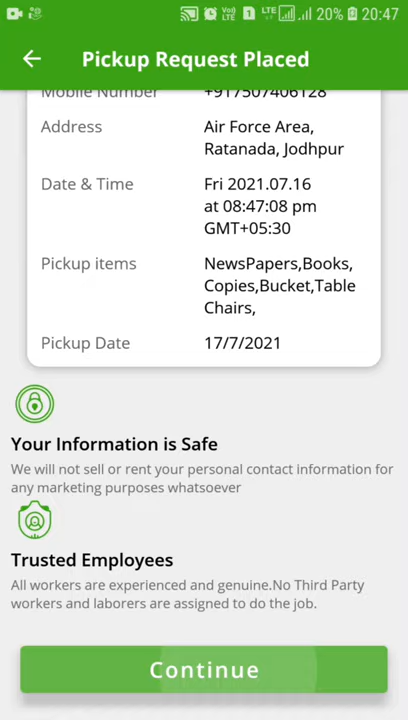 Voı) LTE 1 LTE 20% 20:47
Pickup Request Placed
Mobile Number +917507406128
Address Air Force Area,
Ratanada, Jodhpur
Date & Time Fri 2021.07.16
at 08:47:08 pm
GMT+05:30
Pickup items NewsPapers,Books,
Copies,Bucket,Table
Chairs,
Pickup Date 17/7/2021
Your Information is Safe
We will not sell or rent your personal contact information for
any marketing purposes whatsoever
Trusted Employees
All workers are experienced and genuine.No Third Party
workers and laborers are assigned to do the job.
Continue